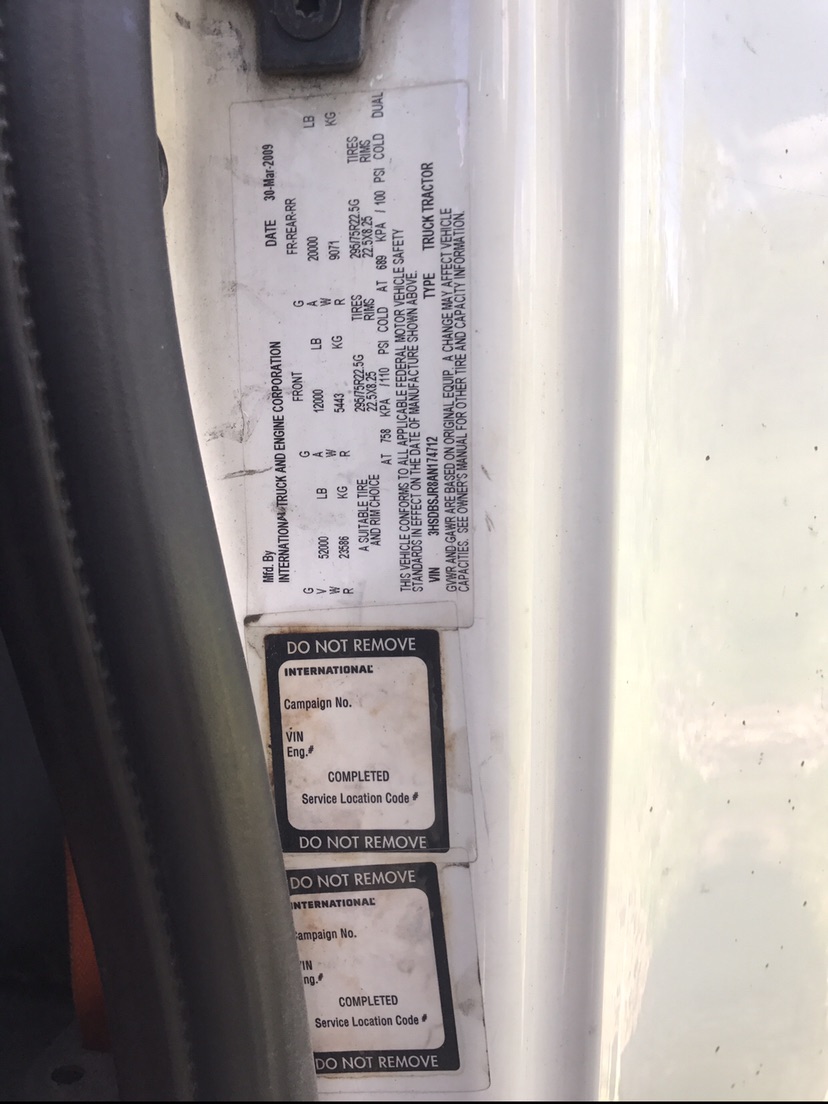 Mfd. By
INTERNATIONAL TRUCK AND ENGINE CORPORATION DATE 30-Mar-2009
G FRONT G FR-REAR-RR
V 52000 LB A 12000 LB A 20000 LB
W W W
R 23586 KG R 5443 KG R 9071 KG
A SUITABLE TIRE 295/75R22.5G TIRES 295/75R22.5G TIRES
AND RIM CHOICE 22.5X8.25 RIMS 22.5X8.25 RIMS
AT 758 KPA /110 PSI COLD AT 689 KPA / 100 PSI COLD DUAL
THIS VEHICLE CONFORMS TO ALL APPLICABLE FEDERAL MOTOR VEHICLE SAFETY
STANDARDS IN EFFECT ON THE DATE OF MANUFACTURE SHOWN ABOVE.
VIN 3HSDBSJR8AN174712 TYPE TRUCK TRACTOR
GVWR AND GAWR ARE BASED ON ORIGINAL EQUIP. A CHANGE MAY AFFECT VEHICLE
CAPACITIES. SEE OWNER'S MANUAL FOR OTHER TIRE AND CAPACITY INFORMATION.
DO NOT REMOVE
INTERNATIONAL
Campaign No.
VIN
Eng.#
COMPLETED
Service Location Code #
DO NOT REMOVE
DO NOT REMOVE
INTERNATIONAL
ampaign No.
IN
ng.#
COMPLETED
Service Location Code #
DO NOT REMOVE